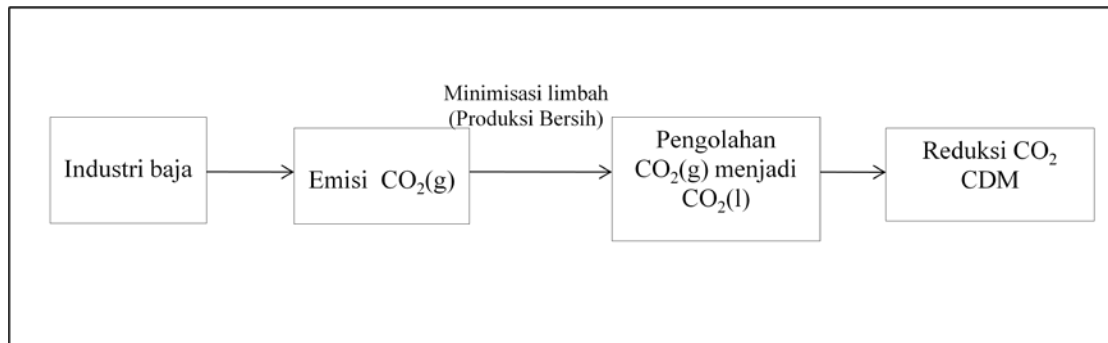 Industri baja
Emisi CO₂(g)
Minimisasi limbah
(Produksi Bersih)
Pengolahan
CO₂(g) menjadi
CO₂(l)
Reduksi CO₂
CDM